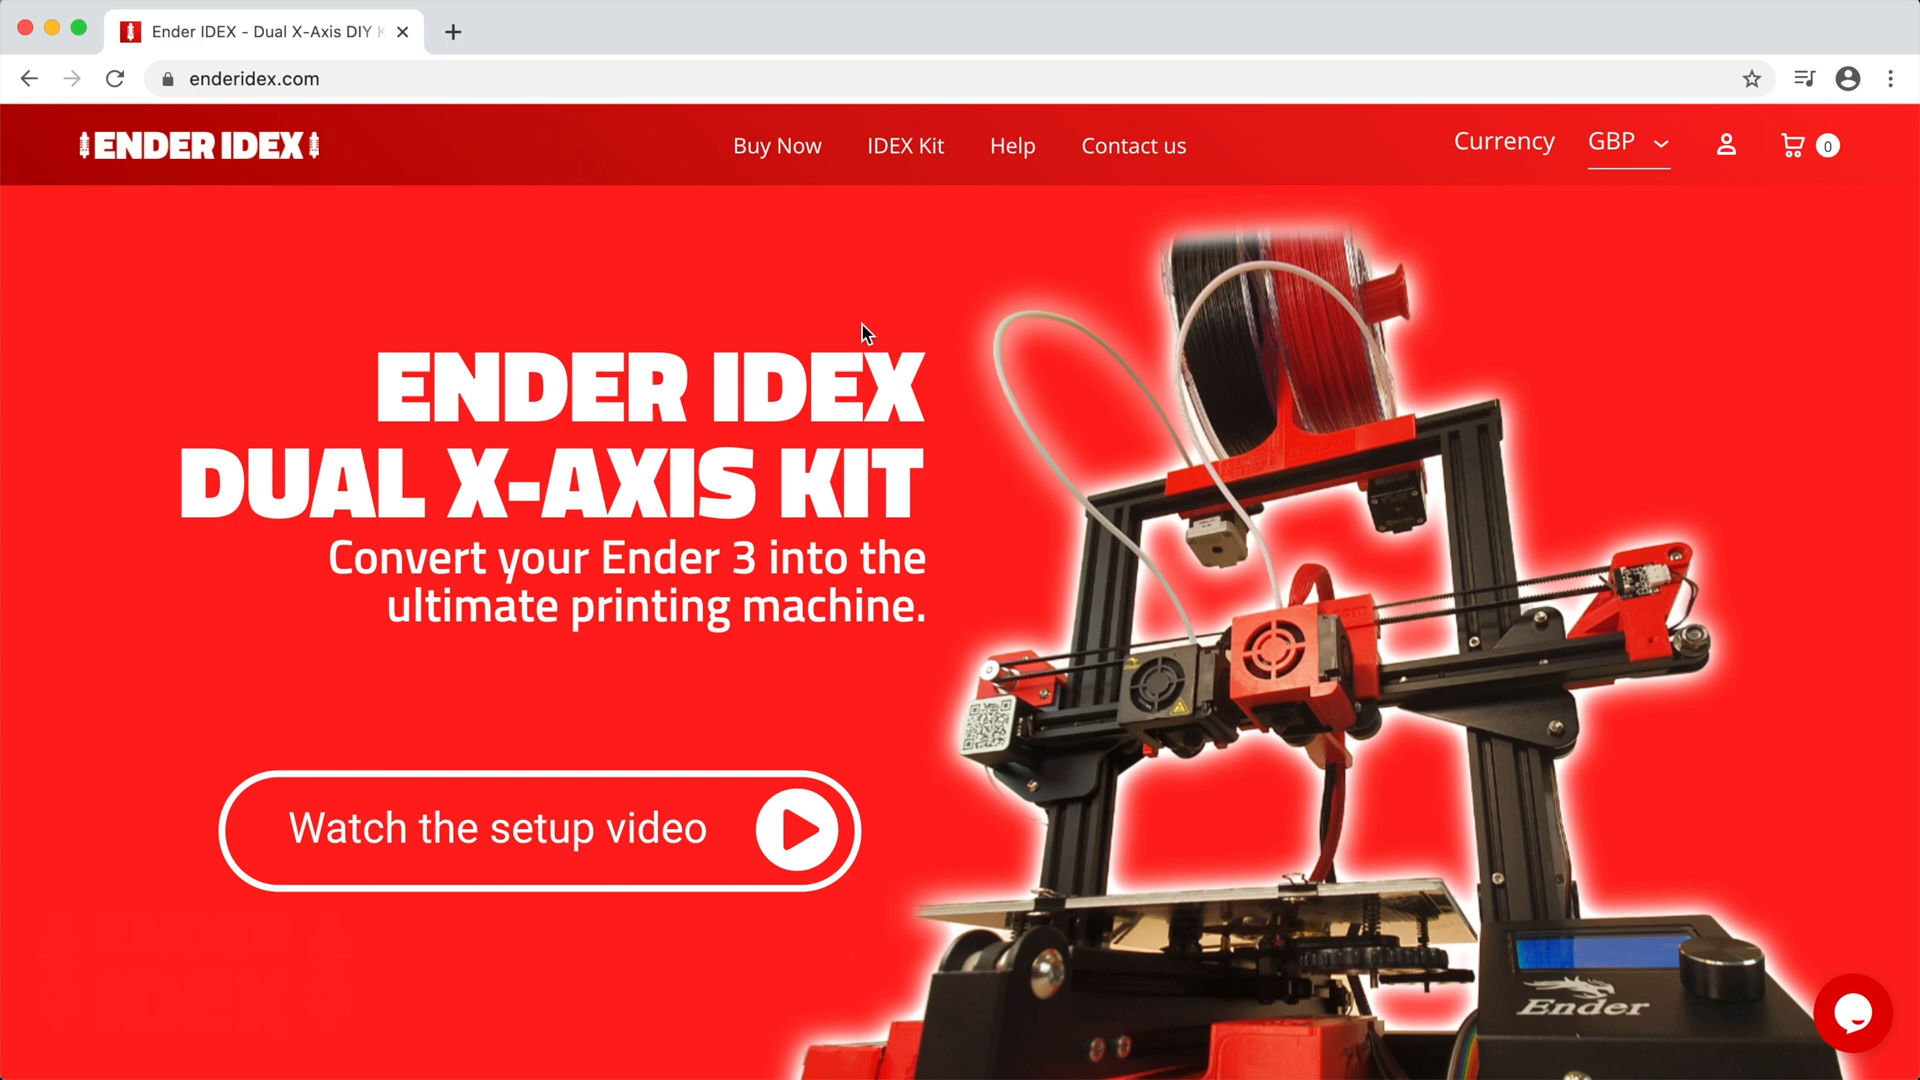 Ender IDEX - Dual X-Axis DIY
enderidex.com
ENDER IDEX
Buy Now
IDEX Kit
Help
Contact us
Currency
GBP
0
ENDER IDEX
DUAL X-AXIS KIT
Convert your Ender 3 into the
ultimate printing machine.
Watch the setup video
Ender